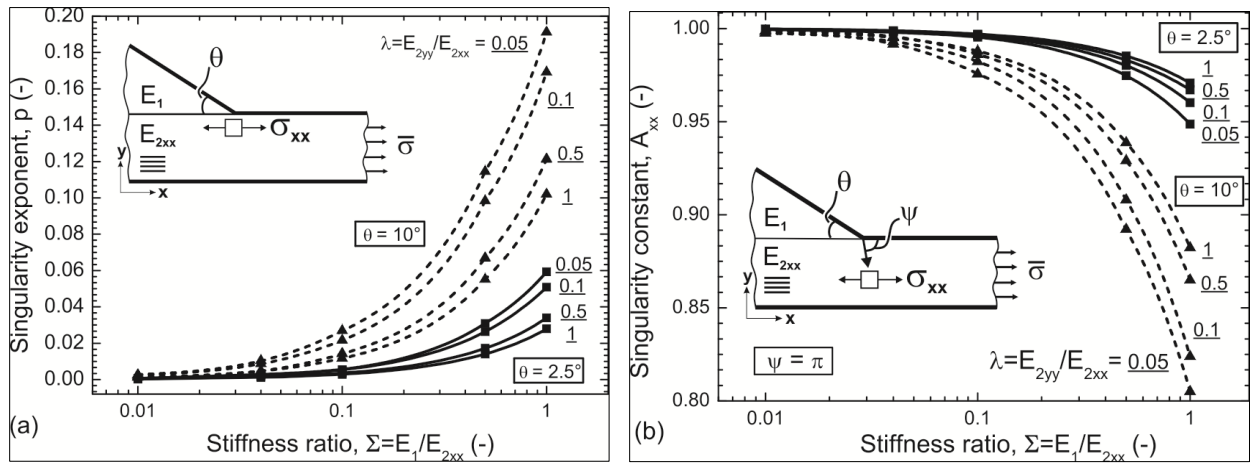 Singularity exponent, p (-)
0.20
0.18
0.16
0.14
0.12
0.10
0.08
0.06
0.04
0.02
0.00
λ=E2yy/E2xx = 0.05
0.1
0.5
1
θ = 10°
0.05
0.1
0.5
1
θ = 2.5°
θ
E1
E2xx
σxx
σ̅
y
x
0.01
0.1
1
(a)
Stiffness ratio, Σ=E1/E2xx (-)
Singularity constant, Axx (-)
1.00
0.95
0.90
0.85
0.80
θ = 2.5°
1
0.5
0.1
0.05
θ = 10°
1
0.5
0.1
λ=E2yy/E2xx = 0.05
θ
ψ
E1
E2xx
σxx
σ̅
y
x
ψ = π
0.01
0.1
1
(b)
Stiffness ratio, Σ=E1/E2xx (-)